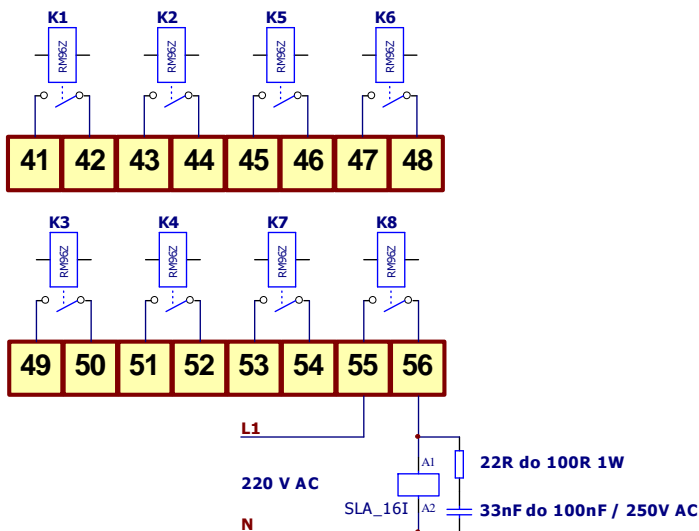 K1 K2 K5 K6
RM96Z RM96Z RM96Z RM96Z
41 42 43 44 45 46 47 48
K3 K4 K7 K8
RM96Z RM96Z RM96Z RM96Z
49 50 51 52 53 54 55 56
L1
A1 22R do 100R 1W
220 V AC
SLA_16I A2 33nF do 100nF / 250V AC
N